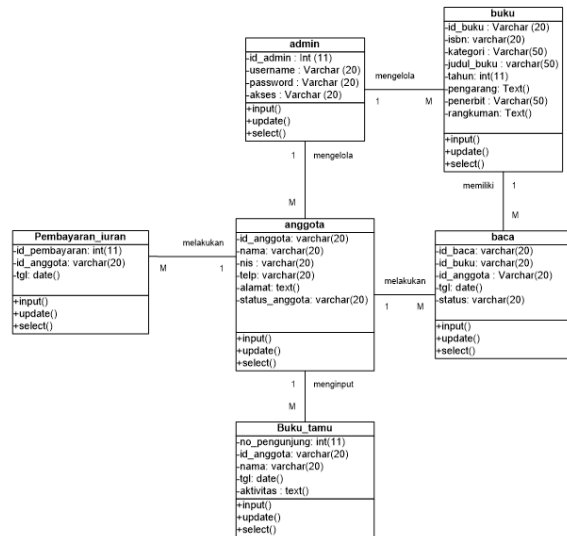 admin
-id_admin : Int (11)
-username : Varchar (20)
-password : Varchar (20)
-akses : Varchar (20)
+input()
+update()
+select()
mengelola
1
M
buku
-id_buku : Varchar (20)
-isbn: varchar(20)
-kategori : Varchar(50)
-judul_buku : varchar(50)
-tahun: int(11)
-pengarang: Text()
-penerbit : Varchar(50)
-rangkuman: Text()
+input()
+update()
+select()
1
mengelola
M
memiliki
1
M
Pembayaran_iuran
-id_pembayaran: int(11)
-id_anggota: varchar(20)
-tgl: date()
+input()
+update()
+select()
melakukan
M
1
anggota
-id_anggota: varchar(20)
-nama: varchar(20)
-nis : varchar(20)
-telp: varchar(20)
-alamat: text()
-status_anggota: varchar(20)
+input()
+update()
+select()
melakukan
1
M
baca
-id_baca: varchar(20)
-id_buku: varchar(20)
-id_anggota : Varchar(20)
-tgl: date()
-status: varchar(20)
+input()
+update()
+select()
1
menginput
M
Buku_tamu
-no_pengunjung: int(11)
-id_anggota: varchar(20)
-nama: varchar(20)
-tgl: date()
-aktivitas : text()
+input()
+update()
+select()